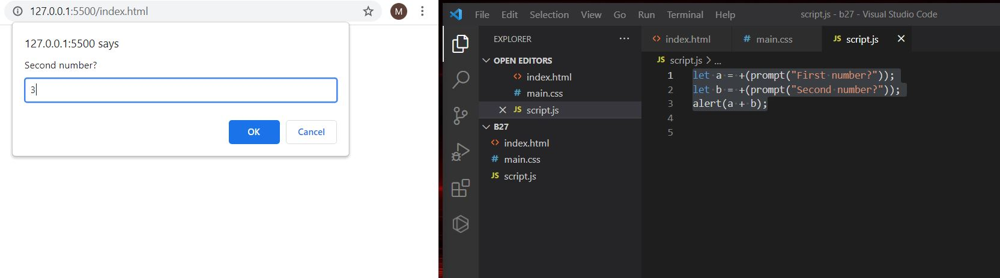 127.0.0.1:5500/index.html
M
127.0.0.1:5500 says
Second number?
3
OK
Cancel
File Edit Selection View Go Run Terminal Help
script.js - b27 - Visual Studio Code
EXPLORER
...
OPEN EDITORS
<> index.html
# main.css
JS script.js
B27
<> index.html
# main.css
JS script.js
<> index.html
# main.css
JS script.js
JS script.js > ...
1 let a = +(prompt("First number?"));
2 let b = +(prompt("Second number?"));
3 alert(a + b);
4
5